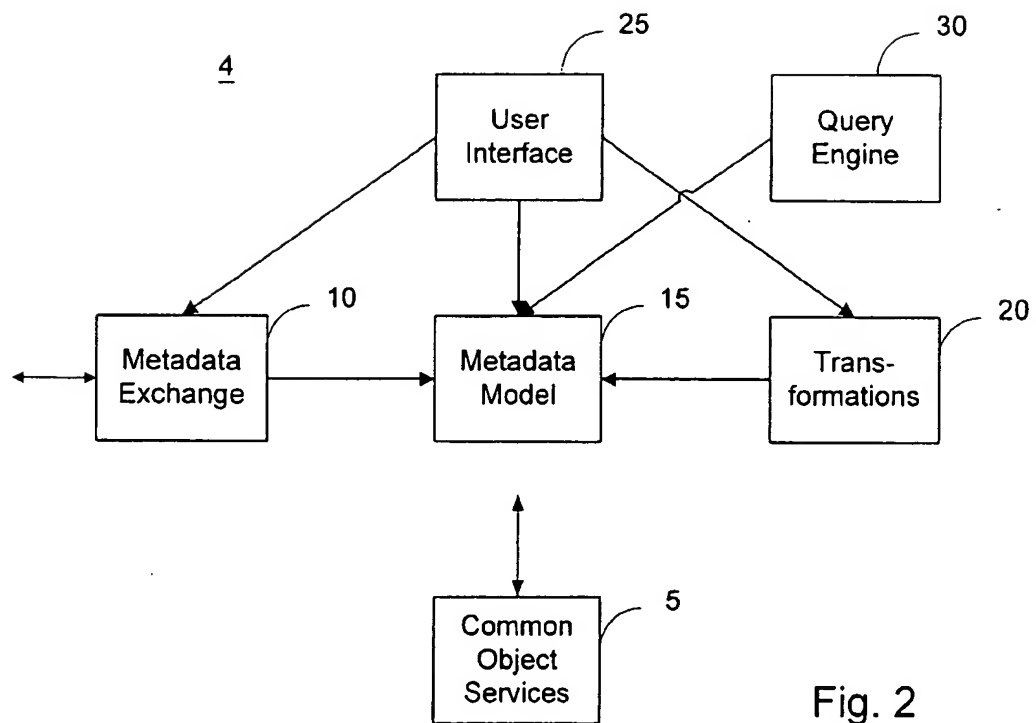 25
30
4
User
Interface
Query
Engine
10
15
20
Metadata
Exchange
Metadata
Model
Trans-
formations
5
Common
Object
Services
Fig. 2